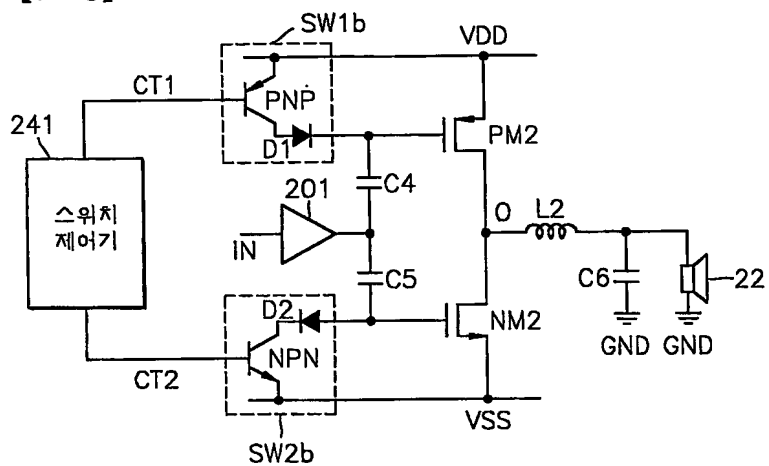 SW1b
VDD
CT1
PNP
241
D1
PM2
C4
201
스위치
제어기
O
L2
IN
C5
C6
22
D2
NM2
GND GND
NPN
CT2
VSS
SW2b